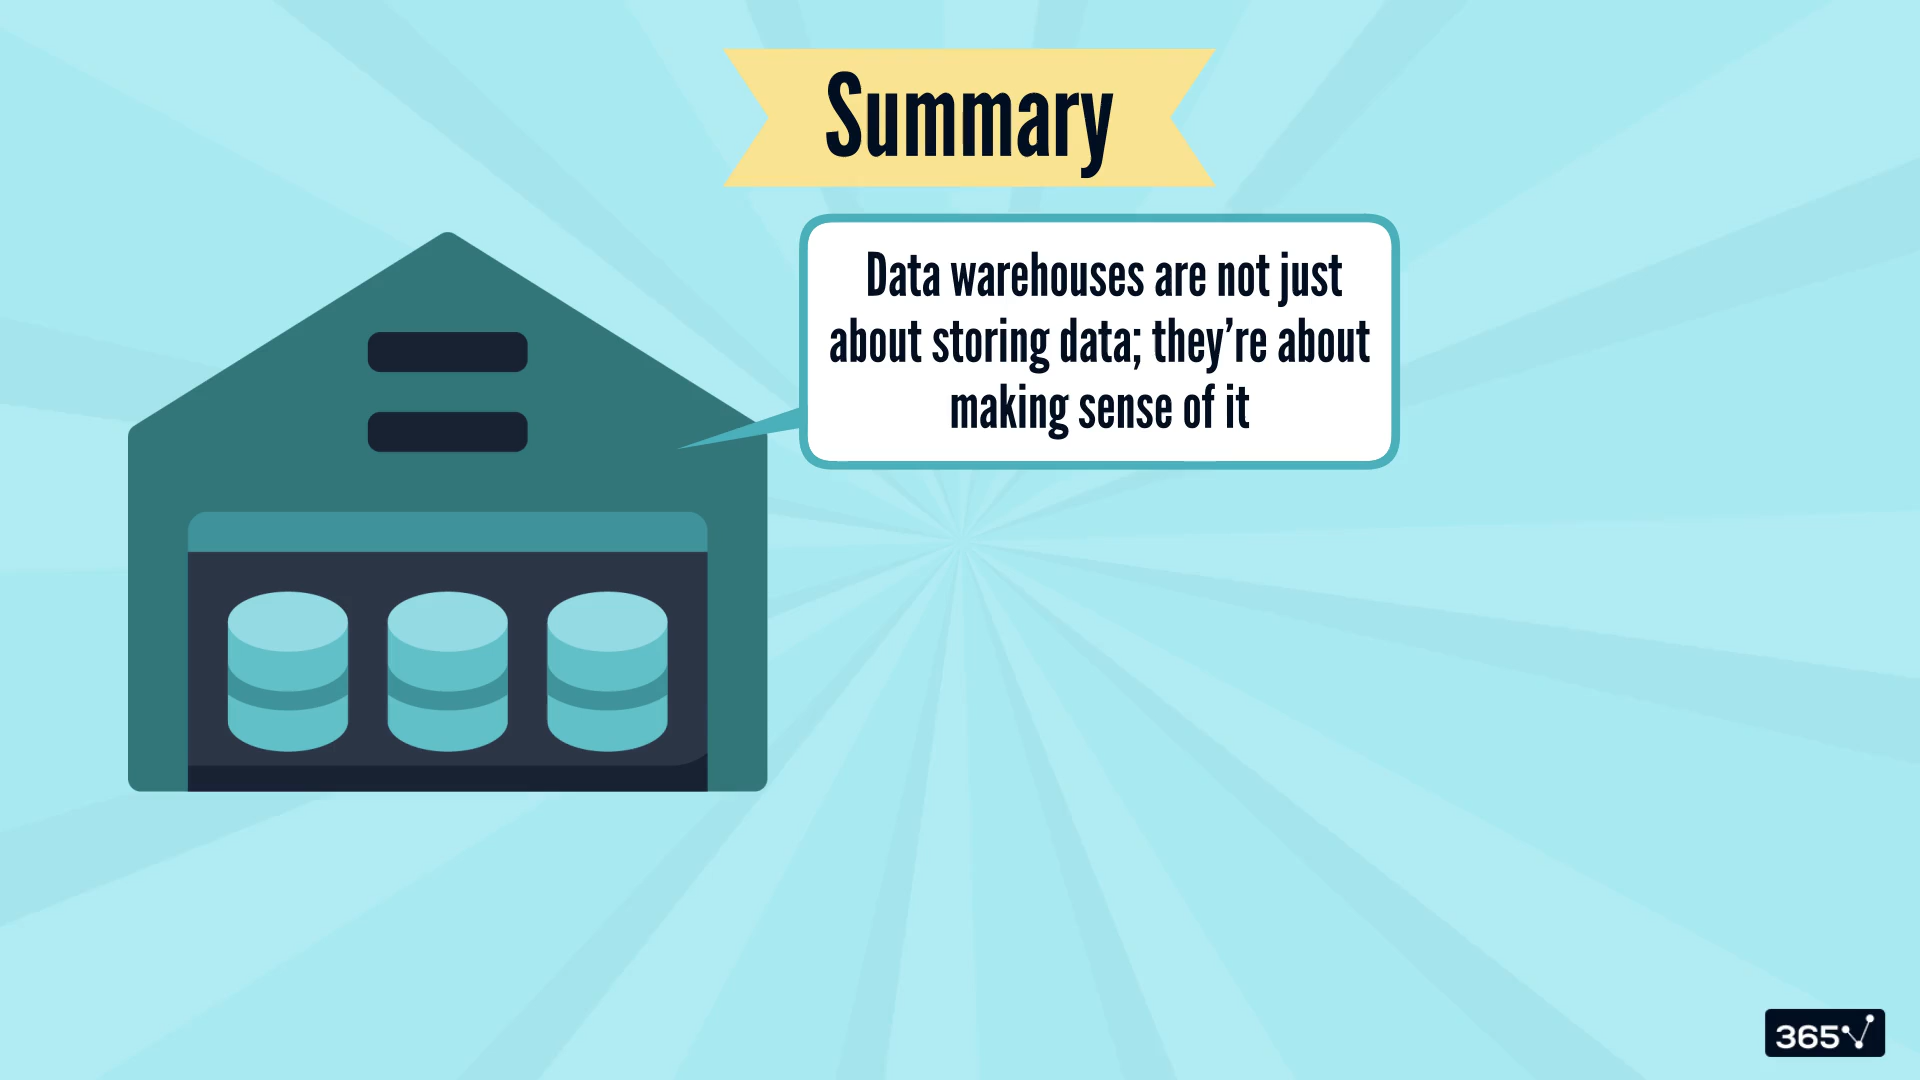 Summary
Data warehouses are not just
about storing data; they’re about
making sense of it
365